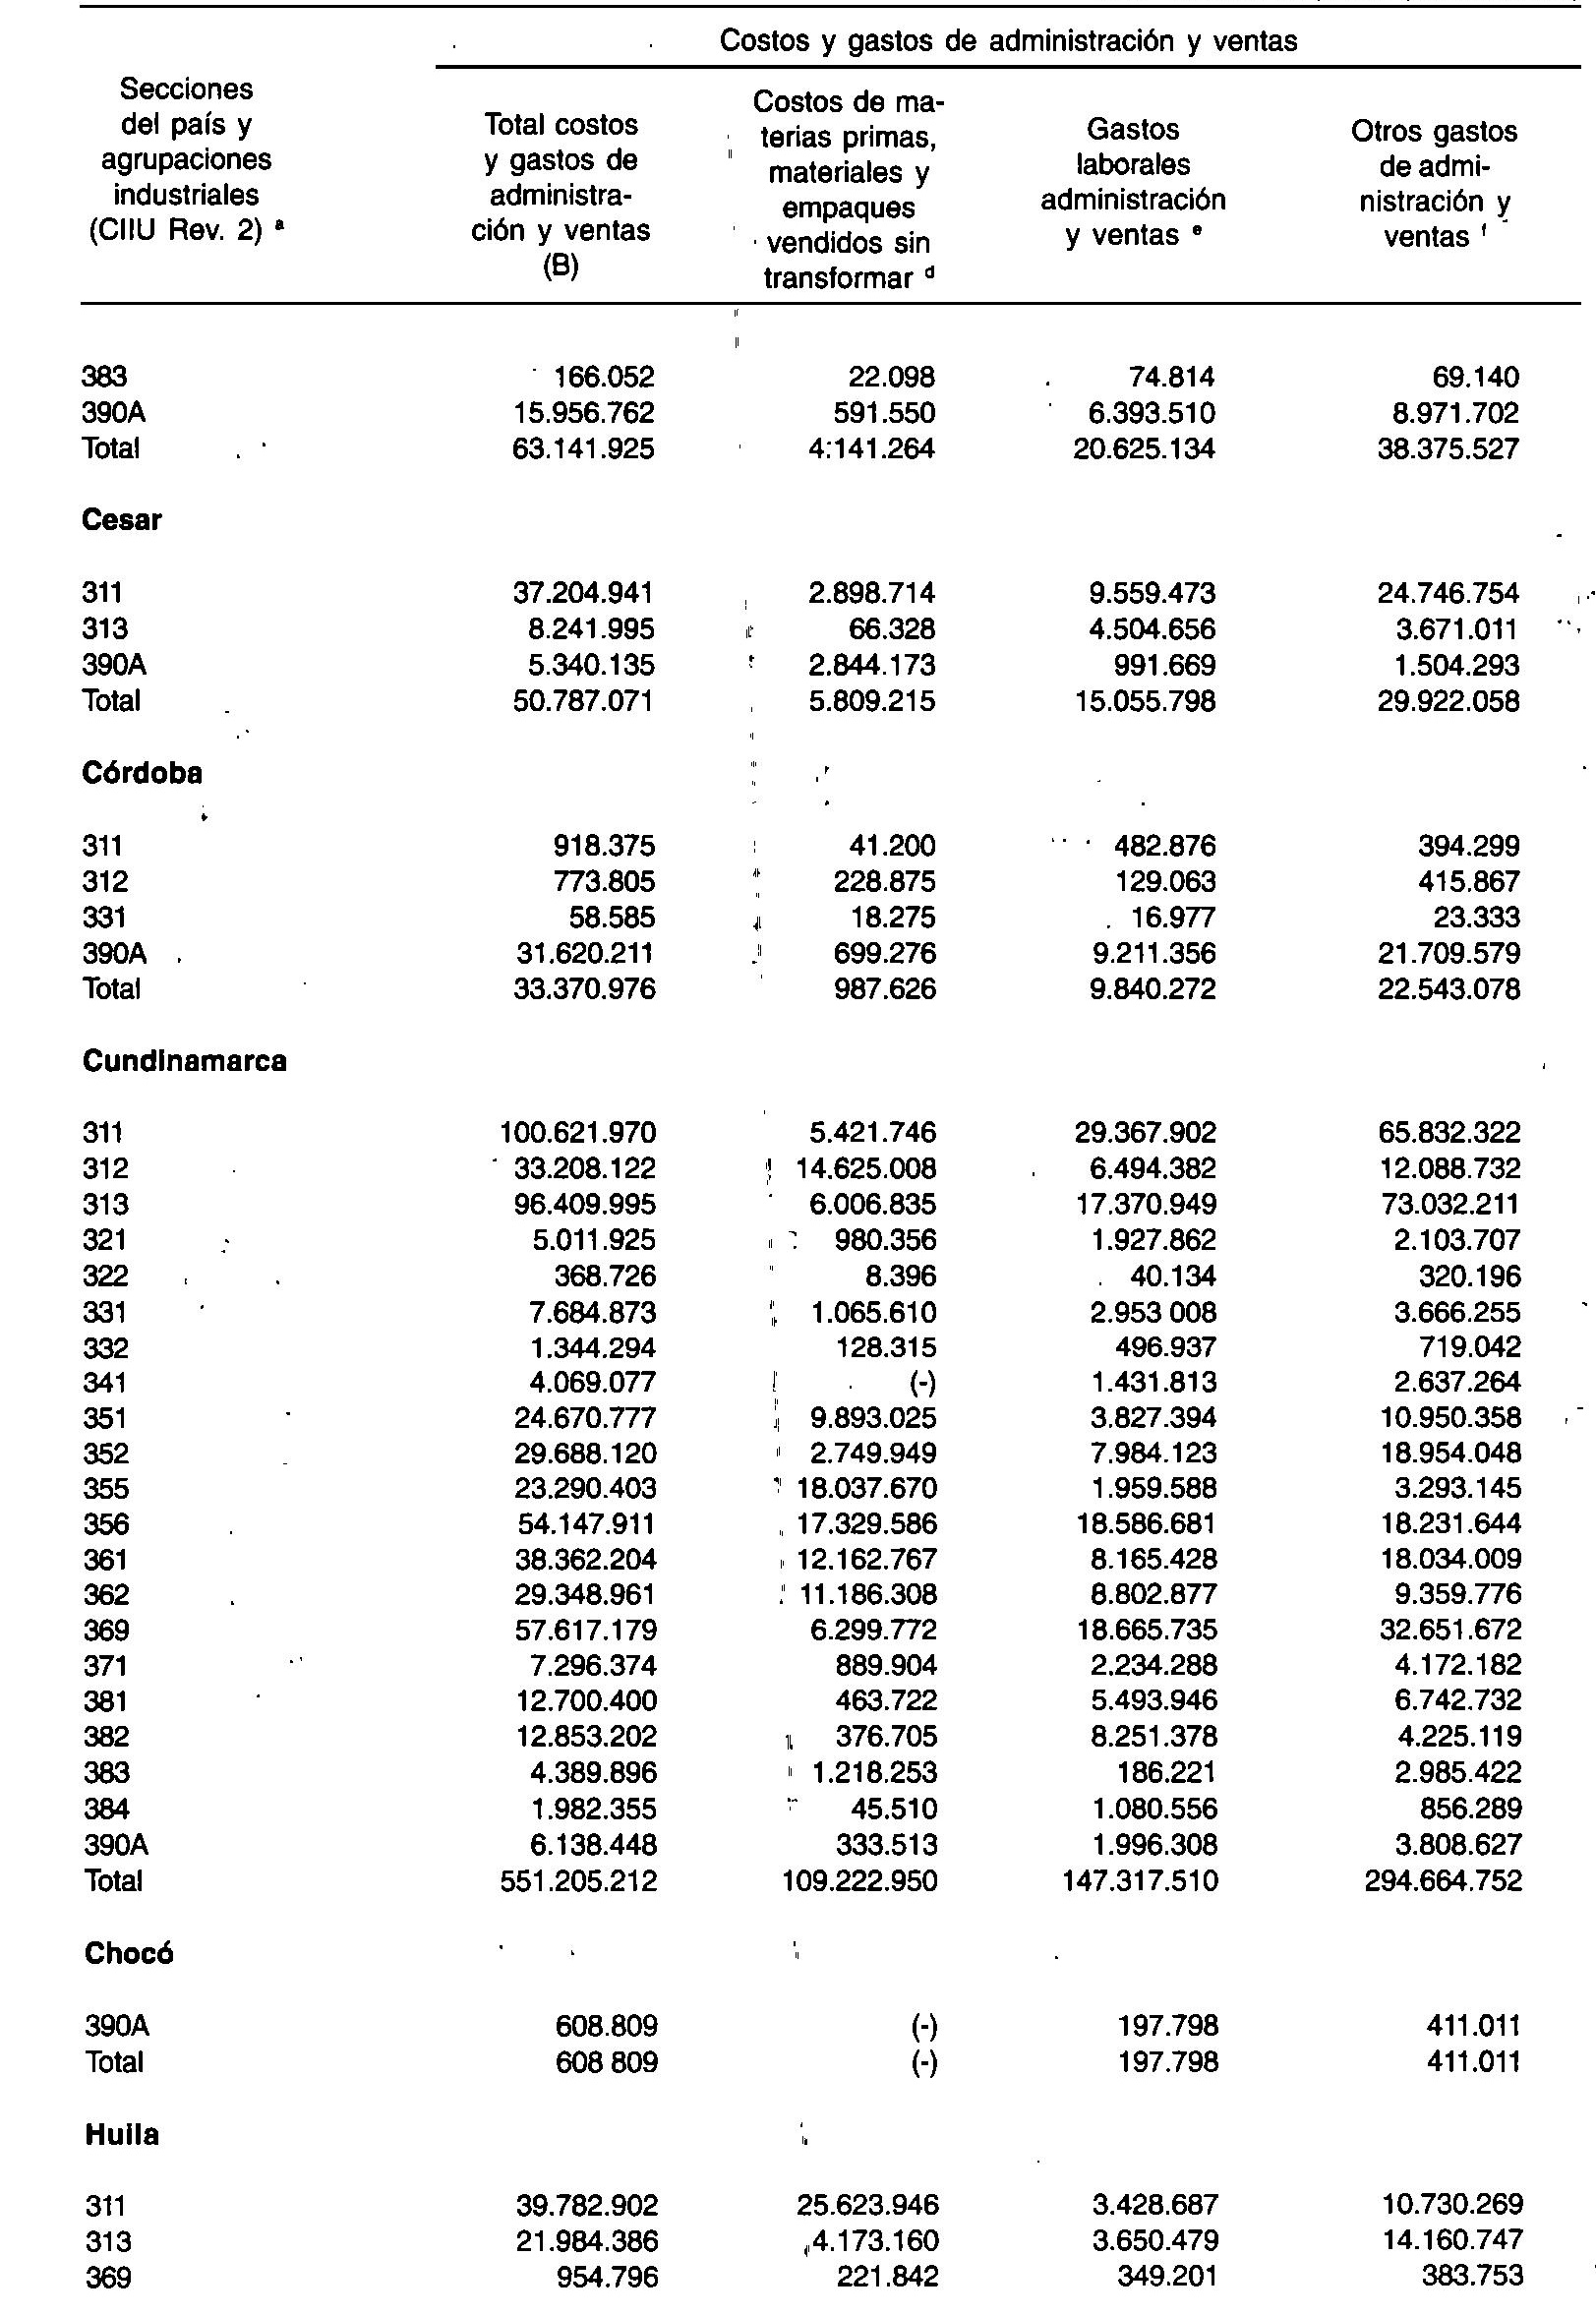 Costos y gastos de administración y ventas
Secciones
del país y
agrupaciones
industriales
(CIIU Rev. 2) a
Total costos
y gastos de
administra-
ción y ventas
(B)
Costos de ma-
terias primas,
materiales y
empaques
vendidos sin
transformar d
Gastos
laborales
administración
y ventas e
Otros gastos
de admi-
nistración y
ventas f
383 166.052 22.098 74.814 69.140
390A 15.956.762 591.550 6.393.510 8.971.702
Total 63.141.925 4:141.264 20.625.134 38.375.527
Cesar
311 37.204.941 2.898.714 9.559.473 24.746.754
313 8.241.995 66.328 4.504.656 3.671.011
390A 5.340.135 2.844.173 991.669 1.504.293
Total 50.787.071 5.809.215 15.055.798 29.922.058
Córdoba
311 918.375 41.200 482.876 394.299
312 773.805 228.875 129.063 415.867
331 58.585 18.275 16.977 23.333
390A 31.620.211 699.276 9.211.356 21.709.579
Total 33.370.976 987.626 9.840.272 22.543.078
Cundinamarca
311 100.621.970 5.421.746 29.367.902 65.832.322
312 33.208.122 14.625.008 6.494.382 12.088.732
313 96.409.995 6.006.835 17.370.949 73.032.211
321 5.011.925 980.356 1.927.862 2.103.707
322 368.726 8.396 40.134 320.196
331 7.684.873 1.065.610 2.953 008 3.666.255
332 1.344.294 128.315 496.937 719.042
341 4.069.077 (-) 1.431.813 2.637.264
351 24.670.777 9.893.025 3.827.394 10.950.358
352 29.688.120 2.749.949 7.984.123 18.954.048
355 23.290.403 18.037.670 1.959.588 3.293.145
356 54.147.911 17.329.586 18.586.681 18.231.644
361 38.362.204 12.162.767 8.165.428 18.034.009
362 29.348.961 11.186.308 8.802.877 9.359.776
369 57.617.179 6.299.772 18.665.735 32.651.672
371 7.296.374 889.904 2.234.288 4.172.182
381 12.700.400 463.722 5.493.946 6.742.732
382 12.853.202 376.705 8.251.378 4.225.119
383 4.389.896 1.218.253 186.221 2.985.422
384 1.982.355 45.510 1.080.556 856.289
390A 6.138.448 333.513 1.996.308 3.808.627
Total 551.205.212 109.222.950 147.317.510 294.664.752
Chocó
390A 608.809 (-) 197.798 411.011
Total 608 809 (-) 197.798 411.011
Huila
311 39.782.902 25.623.946 3.428.687 10.730.269
313 21.984.386 4.173.160 3.650.479 14.160.747
369 954.796 221.842 349.201 383.753